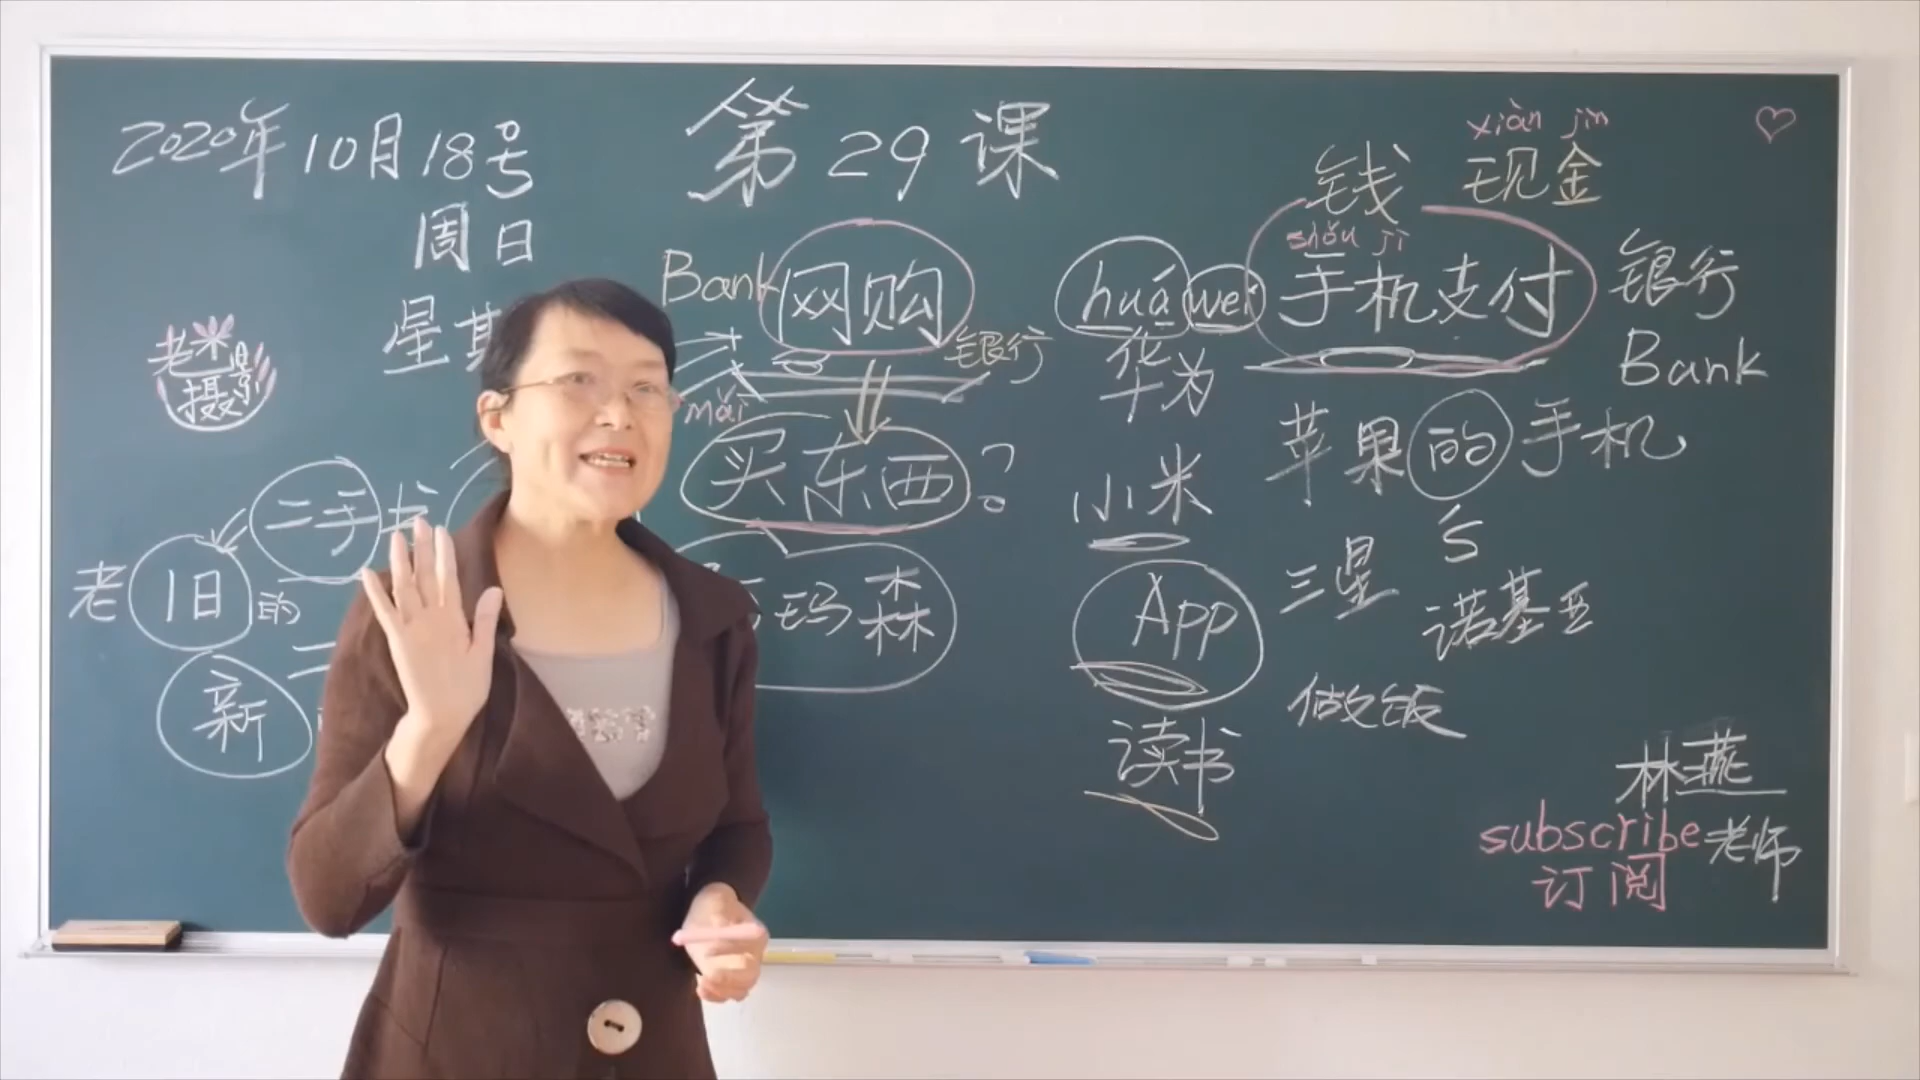 2020年10月18号
周日
星期
老米
摄影
二手书
老 旧 的
新
第29课
Bank 网购
银行
mǎi
买东西?
玛森
huá wei
华为
小米
App
读书
xiàn jīn
钱 现金
shǒu jī
手机支付 银行
Bank
苹果的手机
's
三星
诺基亚
做饭
林燕
subscribe 老师
订阅